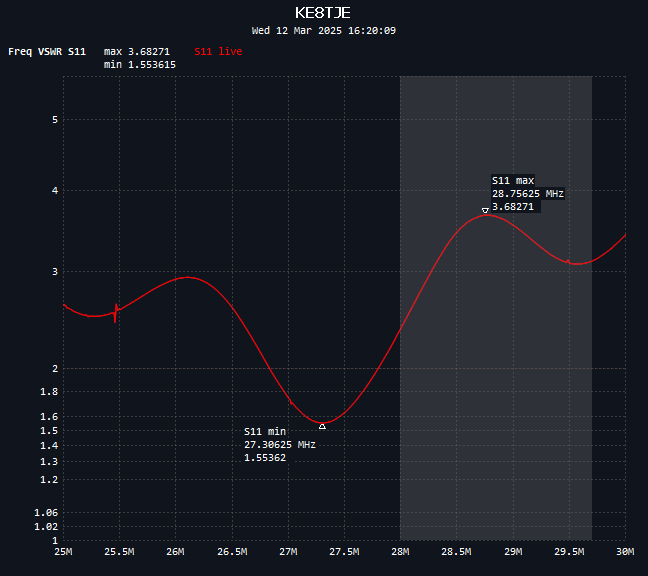 KE8TJE
Wed 12 Mar 2025 16:20:09
Freq VSWR S11 max 3.68271 S11 live
min 1.553615
5
4
3
2
1.8
1.6
1.5
1.4
1.3
1.2
1.06
1.02
1
S11 max
28.75625 MHz
3.68271
S11 min
27.30625 MHz
1.55362
25M 25.5M 26M 26.5M 27M 27.5M 28M 28.5M 29M 29.5M 30M